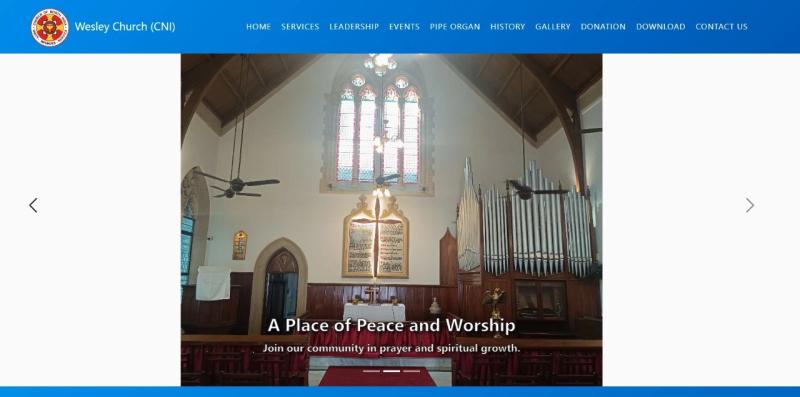 Wesley Church (CNI)
HOME SERVICES LEADERSHIP EVENTS PIPE ORGAN HISTORY GALLERY DONATION DOWNLOAD CONTACT US
A Place of Peace and Worship
Join our community in prayer and spiritual growth.